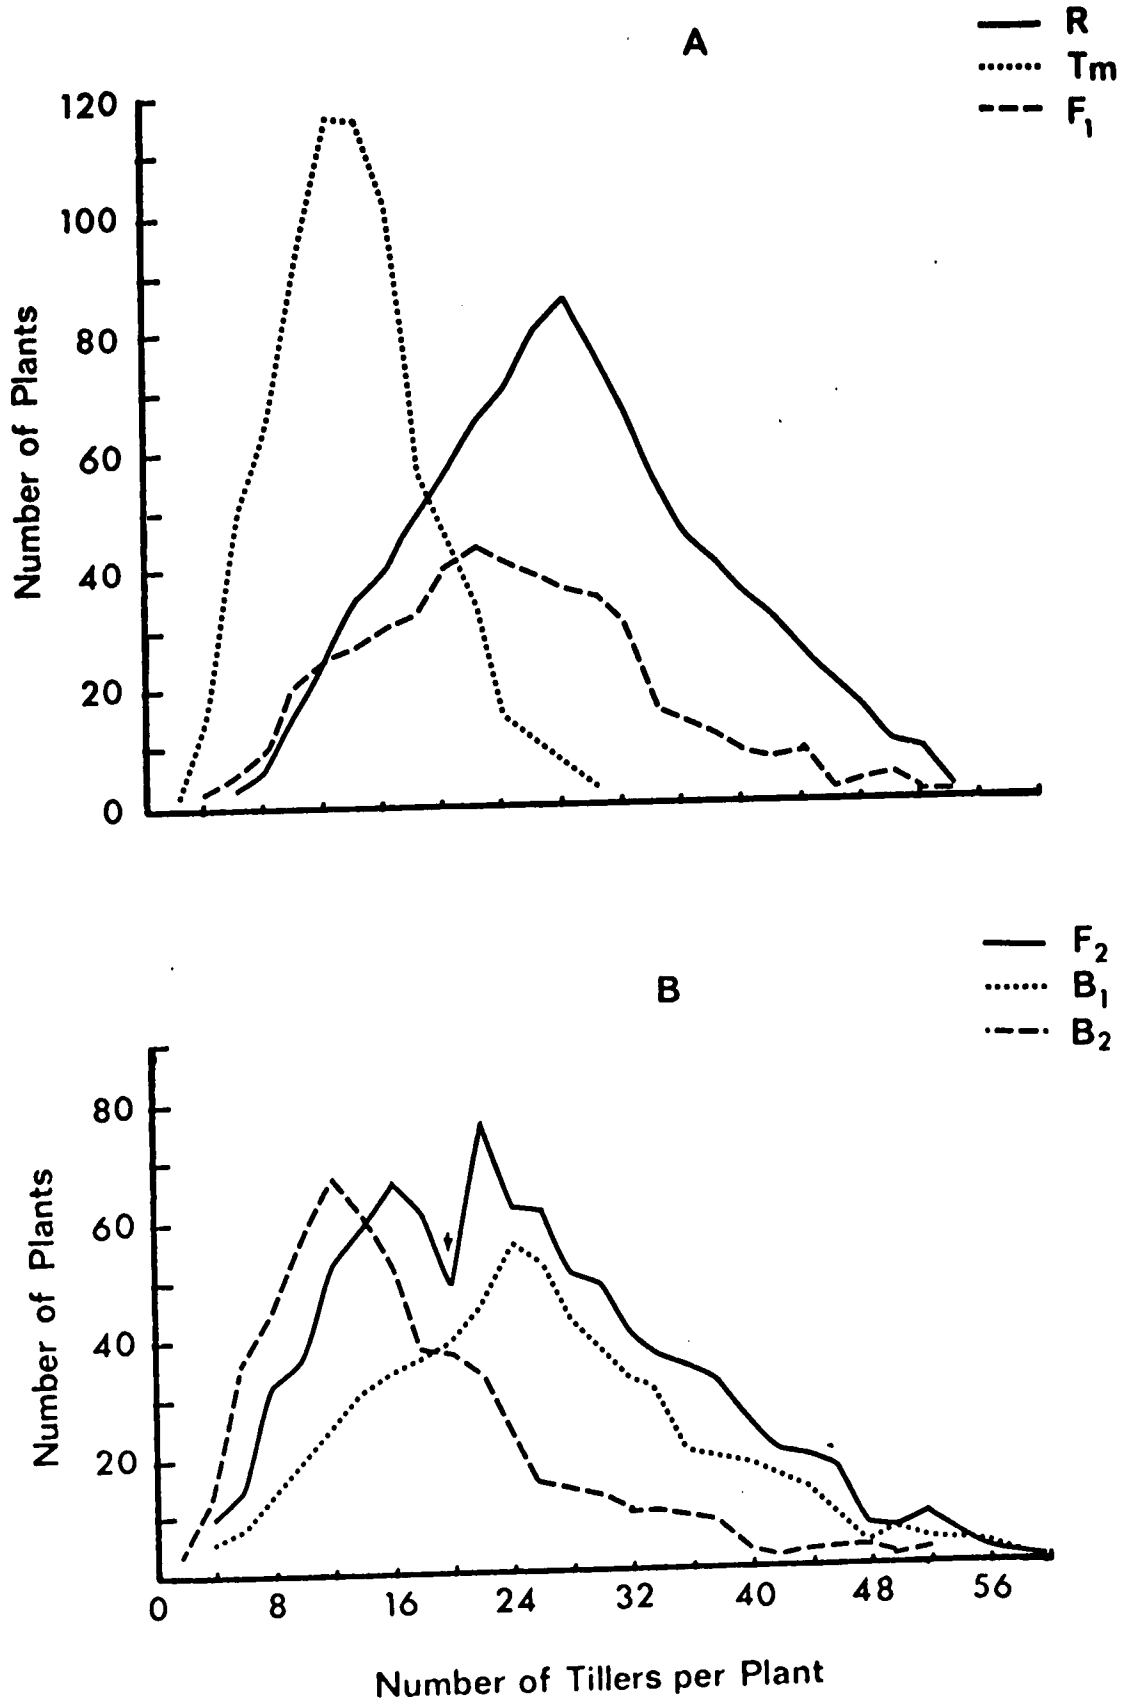 A
R
Tm
F₁
120
100
80
60
40
20
0
Number of Plants
B
F₂
B₁
B₂
80
60
40
20
Number of Plants
0 8 16 24 32 40 48 56
Number of Tillers per Plant